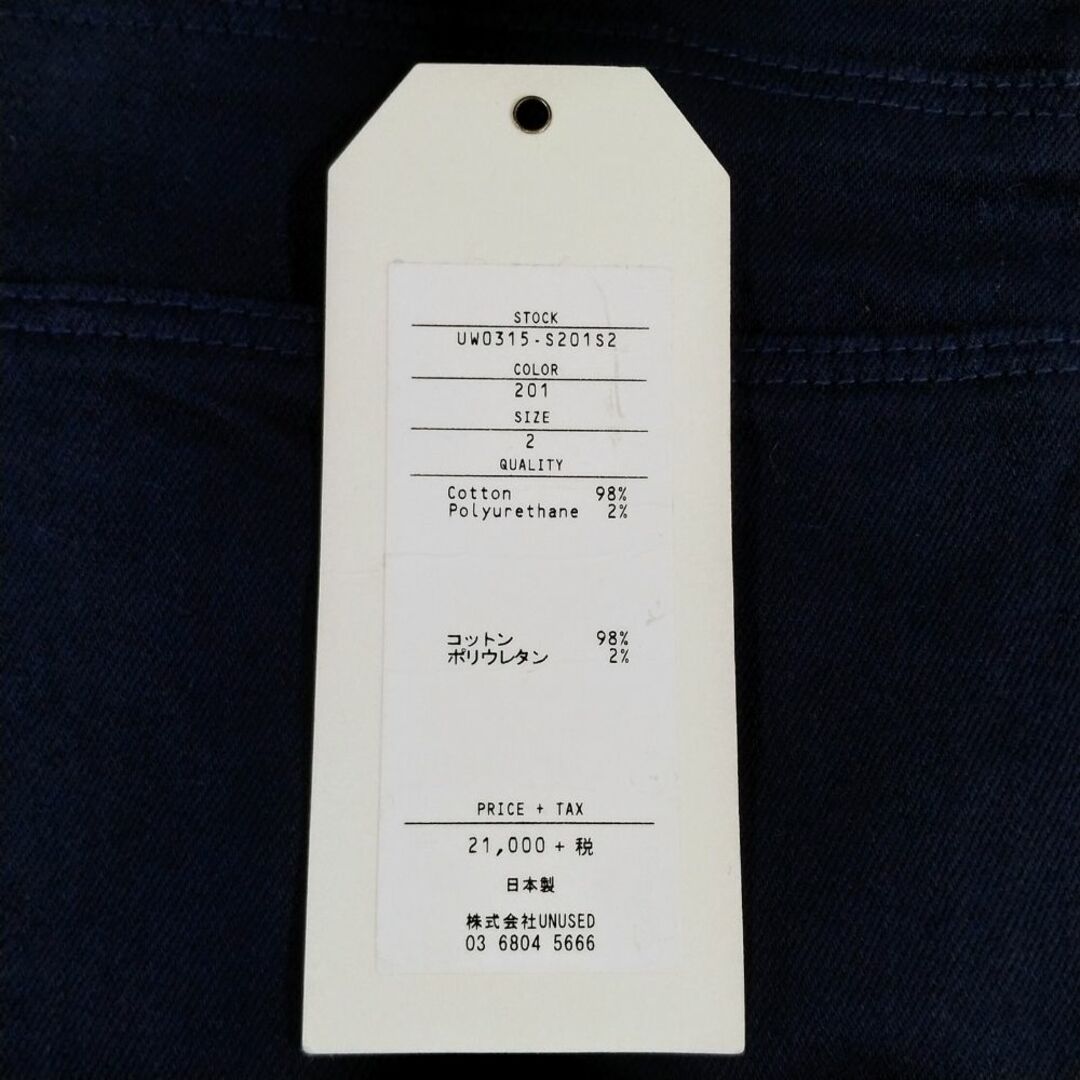 STOCK
UW0315-S201S2
COLOR
201
SIZE
2
QUALITY
Cotton 98%
Polyurethane 2%
コットン 98%
ポリウレタン 2%
PRICE + TAX
21,000 + 税
日本製
株式会社UNUSED
03 6804 5666